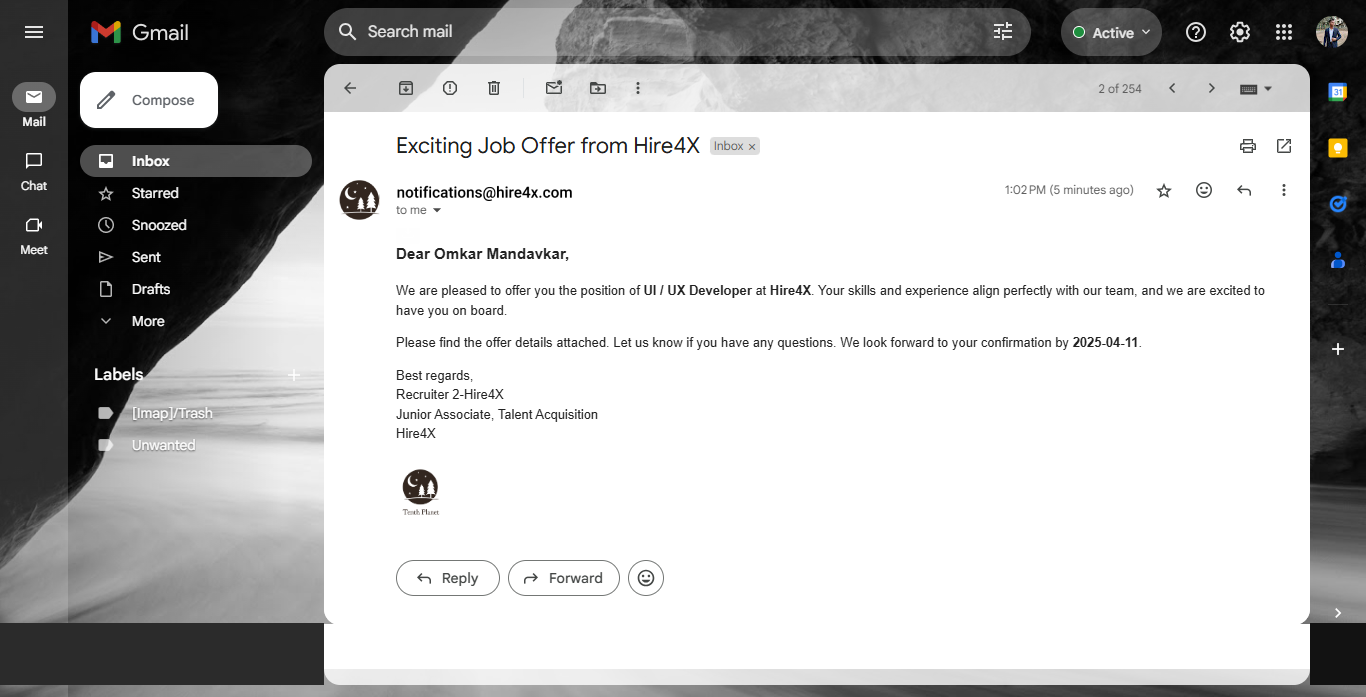 Gmail
Search mail
Active
Compose
Mail
Chat
Meet
Inbox
Starred
Snoozed
Sent
Drafts
More
Labels
[Imap]/Trash
Unwanted
2 of 254
Exciting Job Offer from Hire4X
Inbox ×
notifications@hire4x.com
1:02 PM (5 minutes ago)
to me
Dear Omkar Mandavkar,
We are pleased to offer you the position of UI / UX Developer at Hire4X. Your skills and experience align perfectly with our team, and we are excited to
have you on board.
Please find the offer details attached. Let us know if you have any questions. We look forward to your confirmation by 2025-04-11.
Best regards,
Recruiter 2-Hire4X
Junior Associate, Talent Acquisition
Hire4X
Tenth Planet
Reply
Forward
31